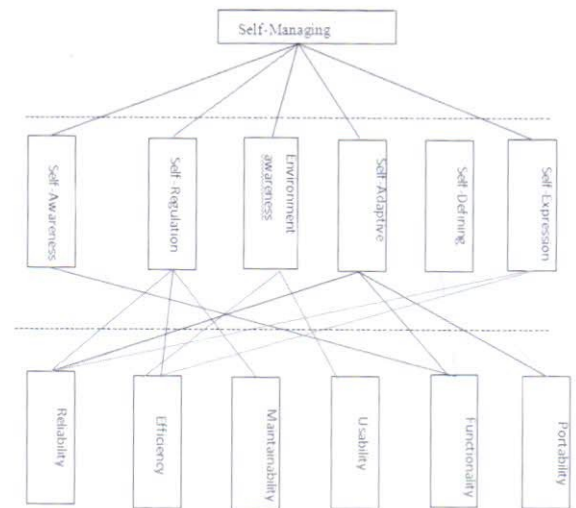 Self-Managing
Self-Awareness
Self-Regulation
Environment
awareness
Self-Adaptive
Self-Defining
Self-Expression
Reliability
Efficiency
Maintainability
Usability
Functionality
Portability